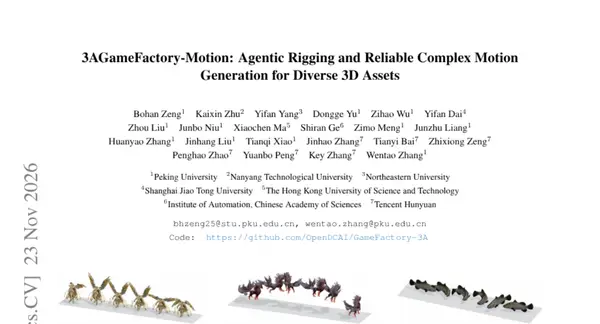 3AGameFactory-Motion: Agentic Rigging and Reliable Complex Motion
Generation for Diverse 3D Assets
Bohan Zeng¹ Kaixin Zhu² Yifan Yang³ Dongge Yu¹ Zihao Wu¹ Yifan Dai⁴
Zhou Liu¹ Junbo Niu¹ Xiaochen Ma⁵ Shiran Ge⁶ Zimo Meng¹ Junzhu Liang¹
Huanyao Zhang¹ Jinhang Liu¹ Tianqi Xiao¹ Jinhao Zhang⁷ Tianyi Bai⁷ Zhixiong Zeng⁷
Penghao Zhao⁷ Yuanbo Peng⁷ Key Zhang⁷ Wentao Zhang¹
¹Peking University ²Nanyang Technological University ³Northeastern University
⁴Shanghai Jiao Tong University ⁵The Hong Kong University of Science and Technology
⁶Institute of Automation, Chinese Academy of Sciences ⁷Tencent Hunyuan
bhzeng25@stu.pku.edu.cn, wentao.zhang@pku.edu.cn
Code: https://github.com/OpenDCAI/GameFactory-3A
cs.CV] 23 Nov 2026